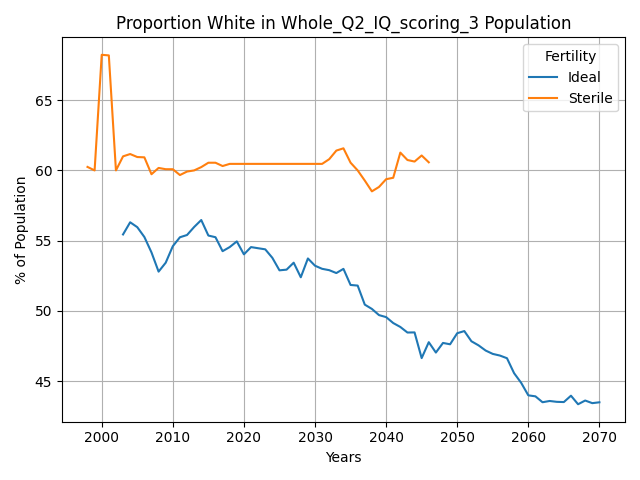 Proportion White in Whole_Q2_IQ_scoring_3 Population
Fertility
Ideal
Sterile
% of Population
65
60
55
50
45
2000 2010 2020 2030 2040 2050 2060 2070
Years